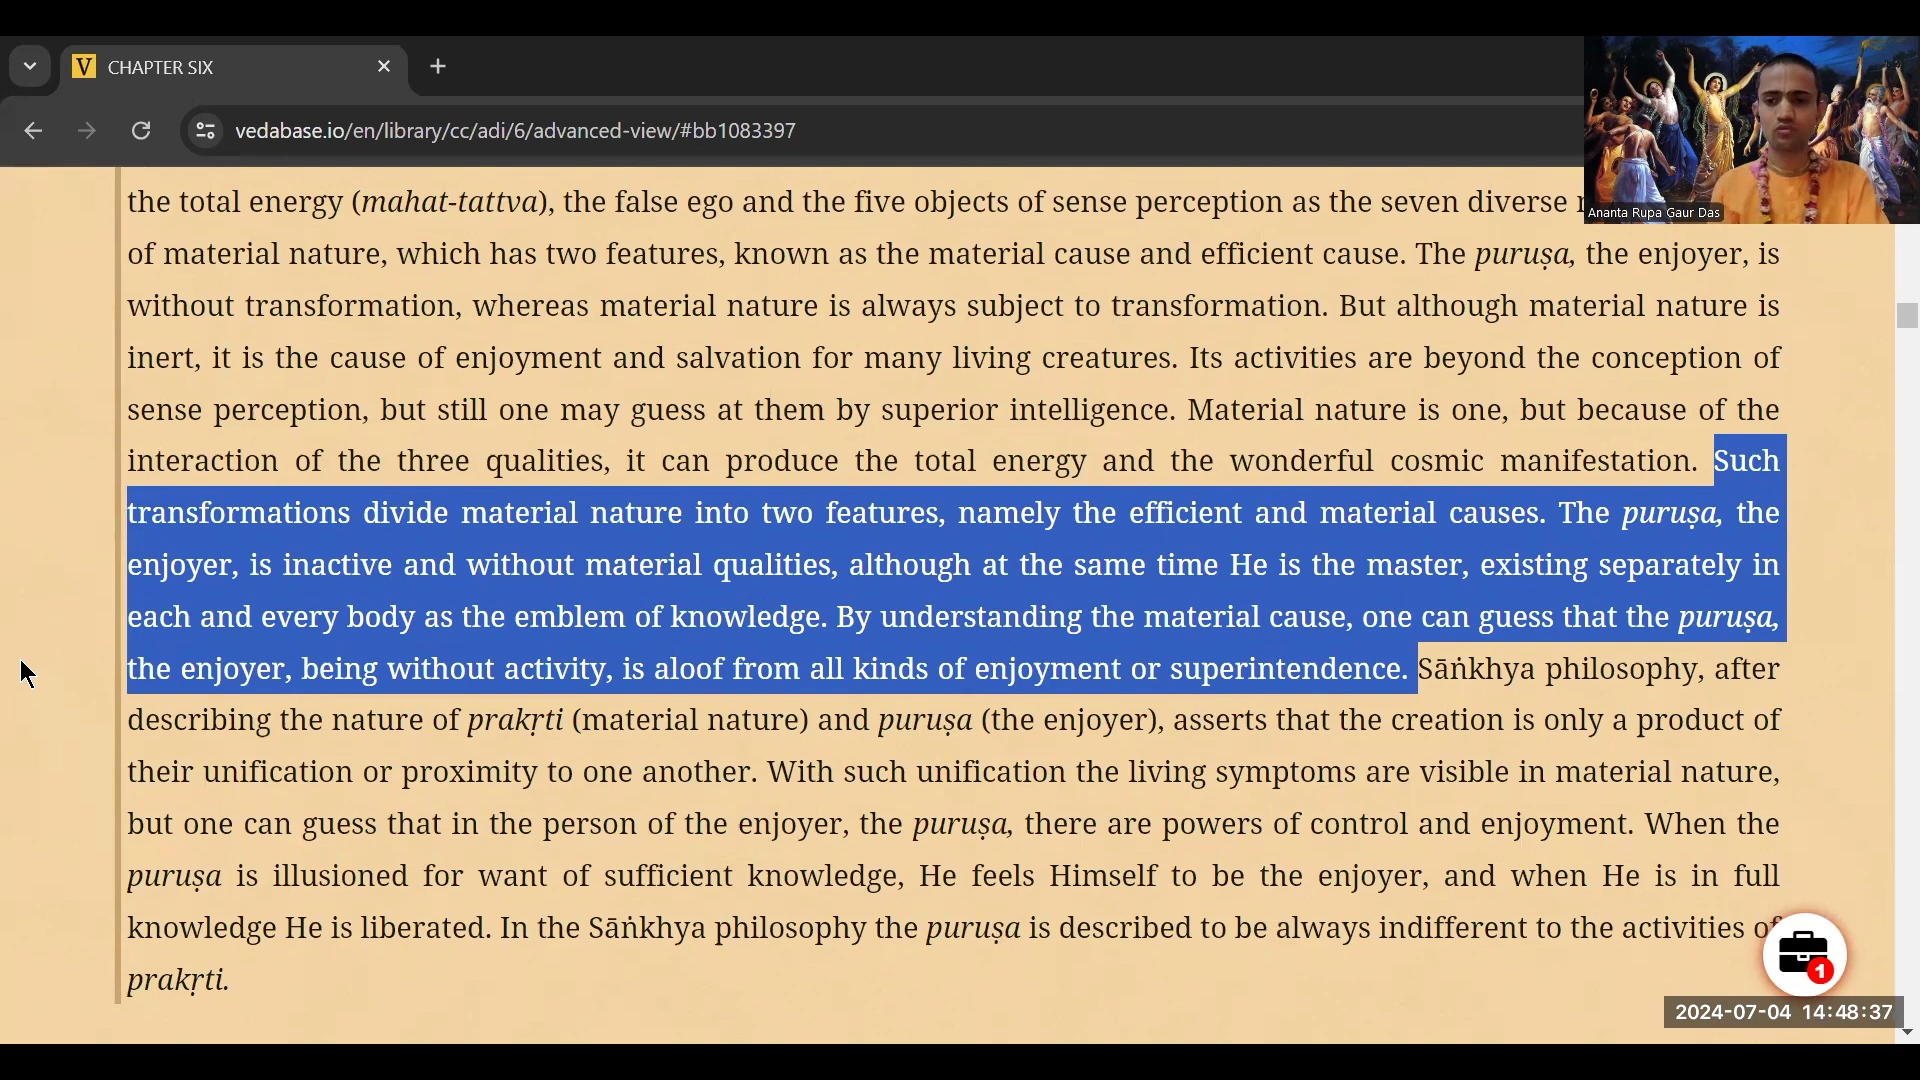 CHAPTER SIX
vedabase.io/en/library/cc/adi/6/advanced-view/#bb1083397
Ananta Rupa Gaur Das
the total energy (mahat-tattva), the false ego and the five objects of sense perception as the seven diverse
of material nature, which has two features, known as the material cause and efficient cause. The puruṣa, the enjoyer, is
without transformation, whereas material nature is always subject to transformation. But although material nature is
inert, it is the cause of enjoyment and salvation for many living creatures. Its activities are beyond the conception of
sense perception, but still one may guess at them by superior intelligence. Material nature is one, but because of the
interaction of the three qualities, it can produce the total energy and the wonderful cosmic manifestation. Such
transformations divide material nature into two features, namely the efficient and material causes. The puruṣa, the
enjoyer, is inactive and without material qualities, although at the same time He is the master, existing separately in
each and every body as the emblem of knowledge. By understanding the material cause, one can guess that the puruṣa,
the enjoyer, being without activity, is aloof from all kinds of enjoyment or superintendence. Sāṅkhya philosophy, after
describing the nature of prakṛti (material nature) and puruṣa (the enjoyer), asserts that the creation is only a product of
their unification or proximity to one another. With such unification the living symptoms are visible in material nature,
but one can guess that in the person of the enjoyer, the puruṣa, there are powers of control and enjoyment. When the
puruṣa is illusioned for want of sufficient knowledge, He feels Himself to be the enjoyer, and when He is in full
knowledge He is liberated. In the Sāṅkhya philosophy the puruṣa is described to be always indifferent to the activities of
prakṛti.
1
2024-07-04 14:48:37